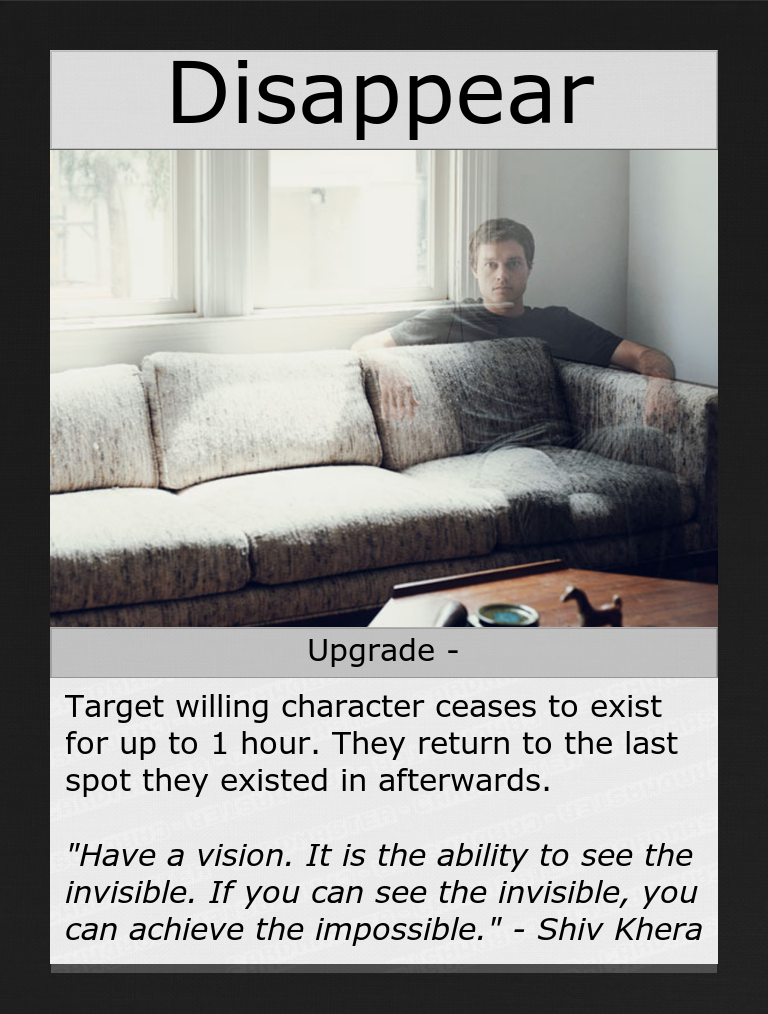 Disappear
Upgrade -
Target willing character ceases to exist
for up to 1 hour. They return to the last
spot they existed in afterwards.
"Have a vision. It is the ability to see the
invisible. If you can see the invisible, you
can achieve the impossible." - Shiv Khera